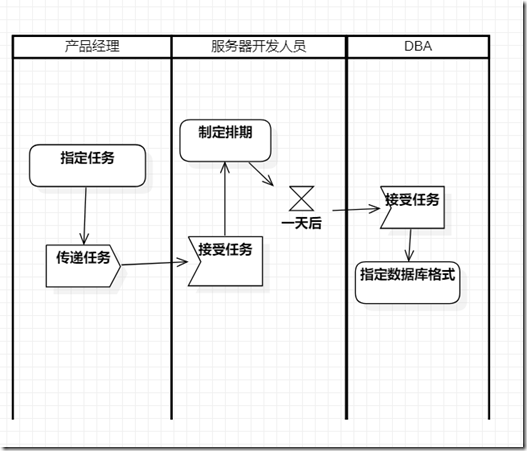 产品经理
服务器开发人员
DBA
指定任务
传递任务
制定排期
接受任务
一天后
接受任务
指定数据库格式